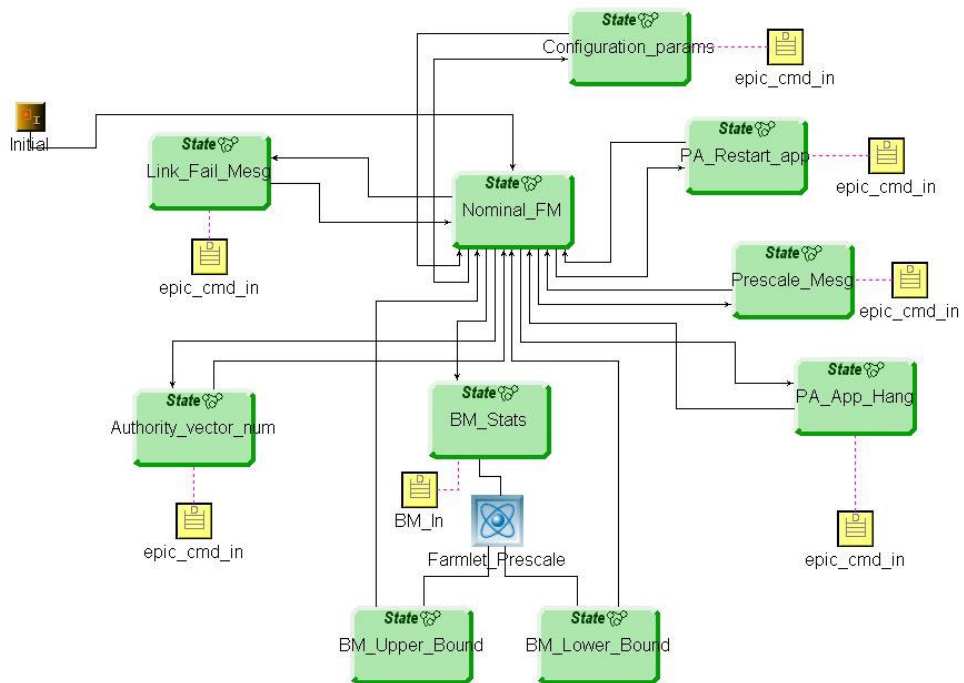 State
Configuration_params
epic_cmd_in
Initial
State
Link_Fail_Mesg
epic_cmd_in
State
Nominal_FM
State
PA_Restart_app
epic_cmd_in
State
Prescale_Mesg
epic_cmd_in
State
Authority_vector_num
epic_cmd_in
State
BM_Stats
BM_In
State
PA_App_Hang
epic_cmd_in
Farmlet_Prescale
State
BM_Upper_Bound
State
BM_Lower_Bound